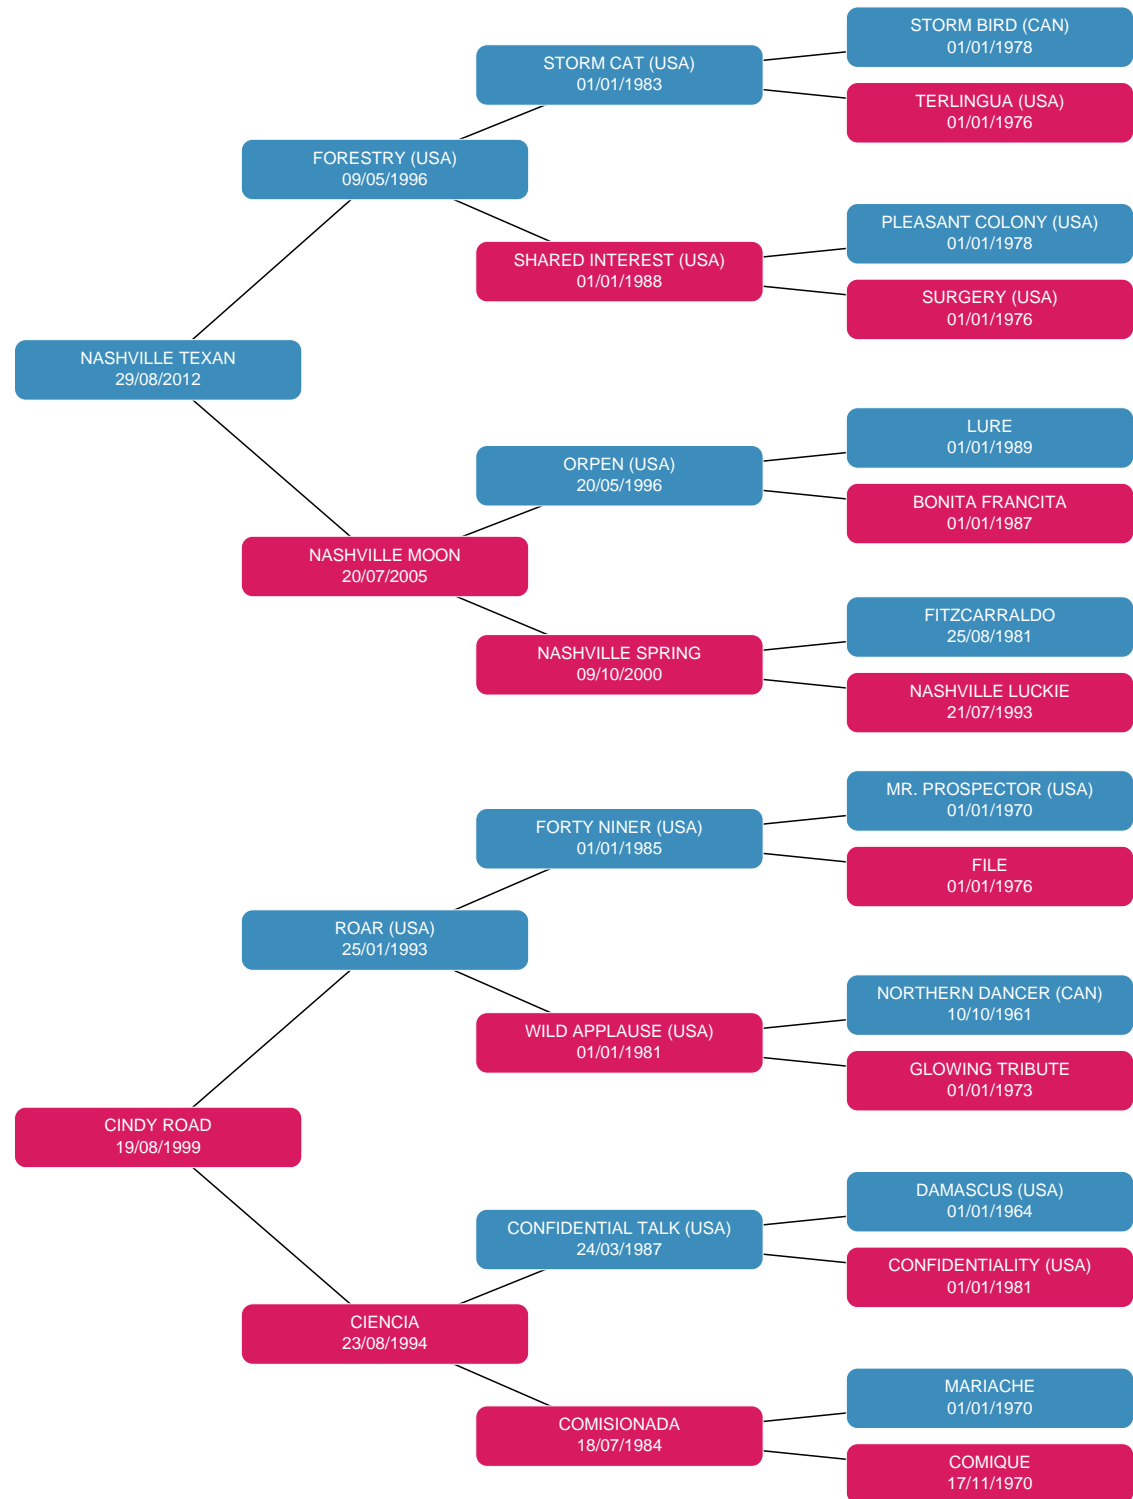 STORM BIRD (CAN)
01/01/1978
STORM CAT (USA)
01/01/1983
TERLINGUA (USA)
01/01/1976
FORESTRY (USA)
09/05/1996
PLEASANT COLONY (USA)
01/01/1978
SHARED INTEREST (USA)
01/01/1988
SURGERY (USA)
01/01/1976
NASHVILLE TEXAN
29/08/2012
LURE
01/01/1989
ORPEN (USA)
20/05/1996
BONITA FRANCITA
01/01/1987
NASHVILLE MOON
20/07/2005
FITZCARRALDO
25/08/1981
NASHVILLE SPRING
09/10/2000
NASHVILLE LUCKIE
21/07/1993
MR. PROSPECTOR (USA)
01/01/1970
FORTY NINER (USA)
01/01/1985
FILE
01/01/1976
ROAR (USA)
25/01/1993
NORTHERN DANCER (CAN)
10/10/1961
WILD APPLAUSE (USA)
01/01/1981
GLOWING TRIBUTE
01/01/1973
CINDY ROAD
19/08/1999
DAMASCUS (USA)
01/01/1964
CONFIDENTIAL TALK (USA)
24/03/1987
CONFIDENTIALITY (USA)
01/01/1981
CIENCIA
23/08/1994
MARIACHE
01/01/1970
COMISIONADA
18/07/1984
COMIQUE
17/11/1970